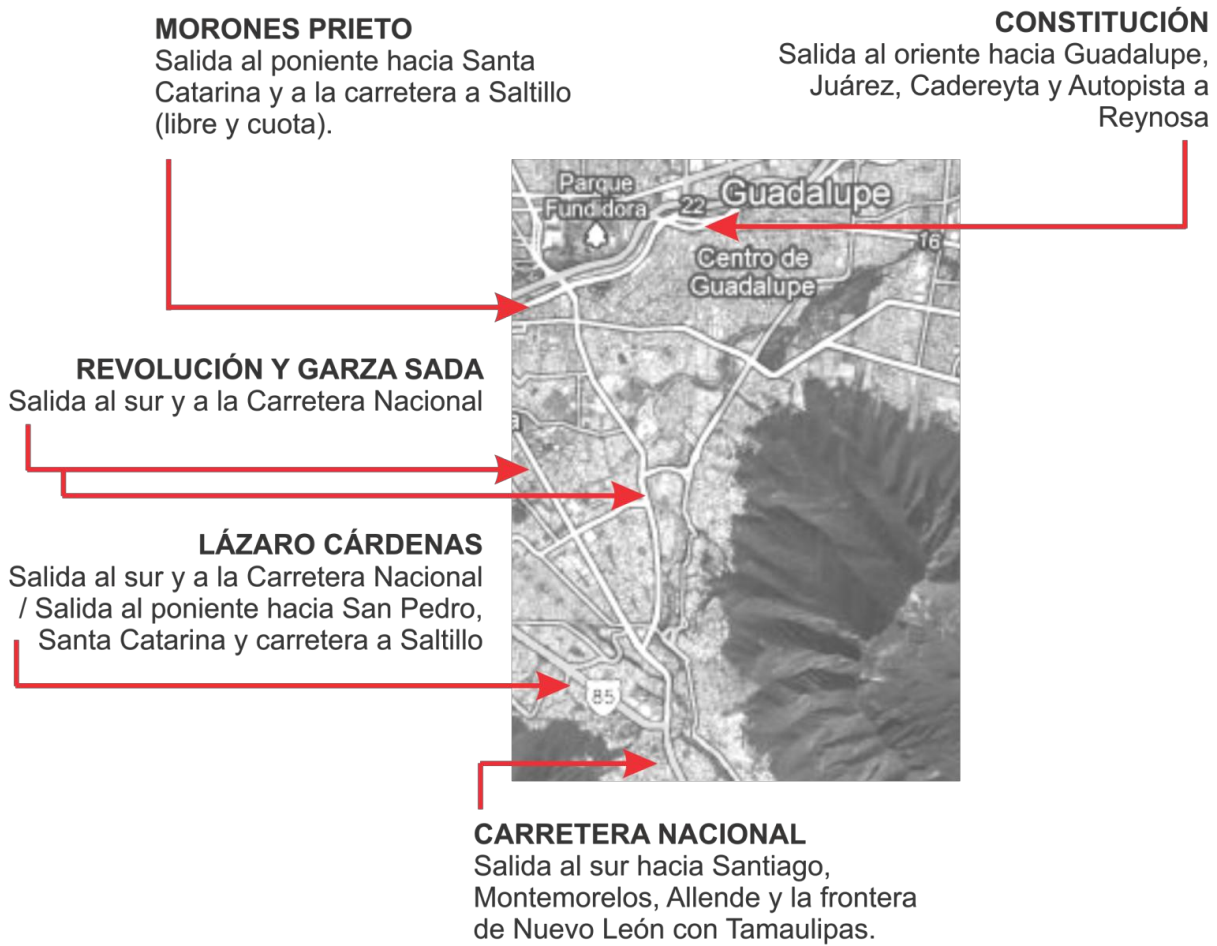 MORONES PRIETO
Salida al poniente hacia Santa
Catarina y a la carretera a Saltillo
(libre y cuota).
CONSTITUCIÓN
Salida al oriente hacia Guadalupe,
Juárez, Cadereyta y Autopista a
Reynosa
Parque
Fundidora
22
Guadalupe
16
Centro de
Guadalupe
REVOLUCIÓN Y GARZA SADA
Salida al sur y a la Carretera Nacional
a
LÁZARO CÁRDENAS
Salida al sur y a la Carretera Nacional
/ Salida al poniente hacia San Pedro,
Santa Catarina y carretera a Saltillo
85
CARRETERA NACIONAL
Salida al sur hacia Santiago,
Montemorelos, Allende y la frontera
de Nuevo León con Tamaulipas.